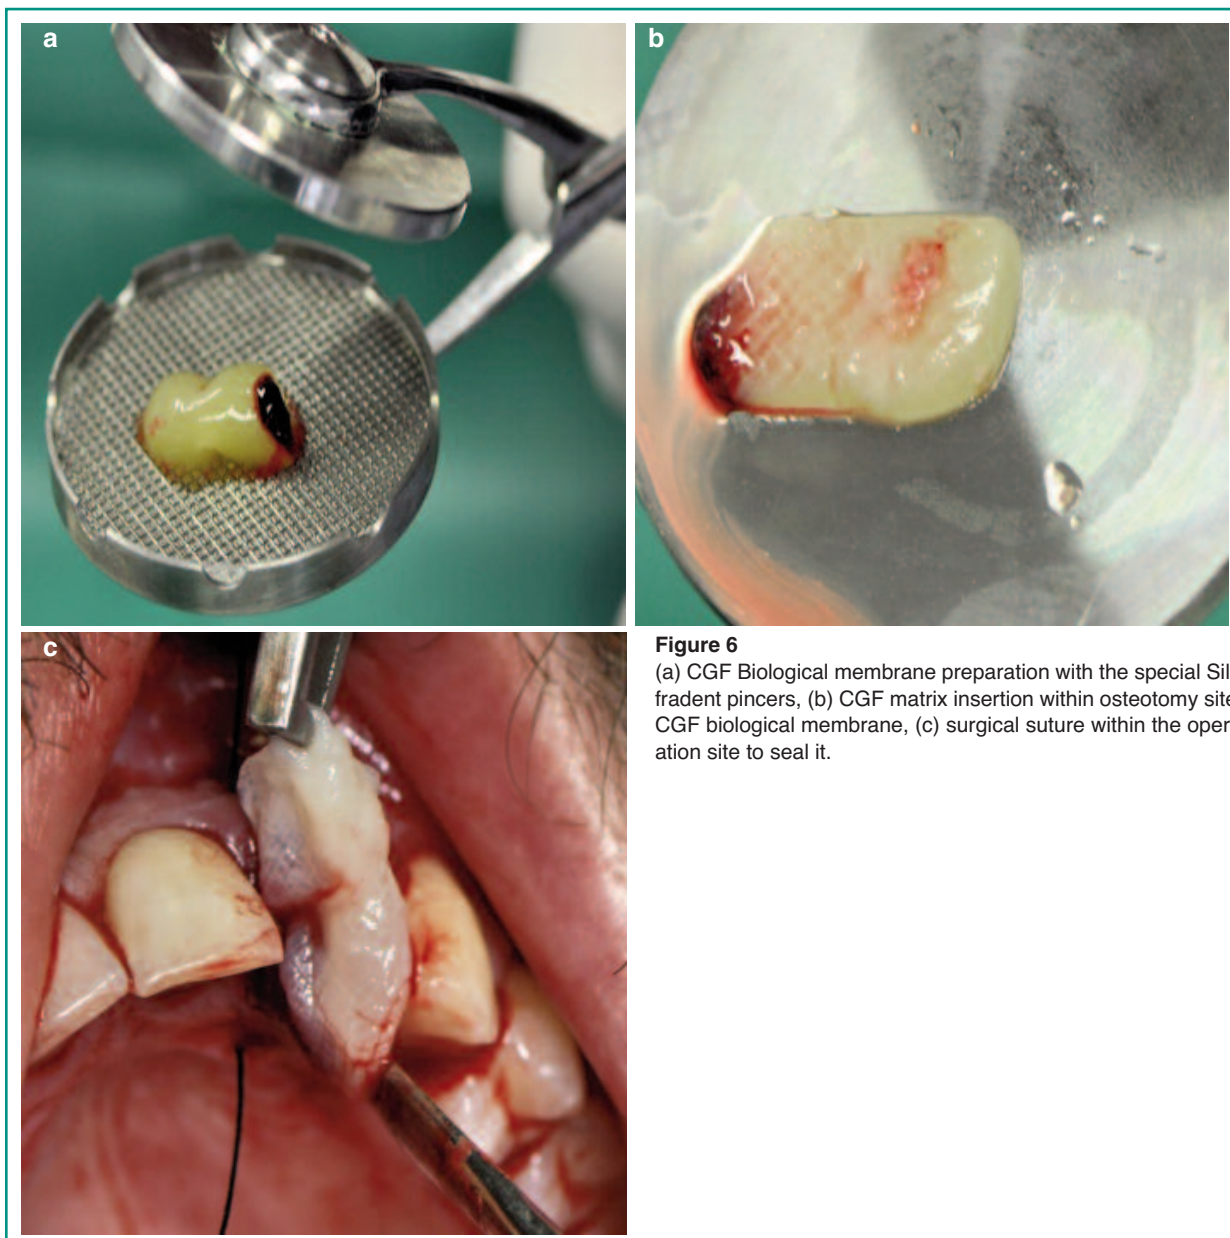 a
b
c
Figure 6
(a) CGF Biological membrane preparation with the special Sil
fradent pincers, (b) CGF matrix insertion within osteotomy site
CGF biological membrane, (c) surgical suture within the oper
ation site to seal it.